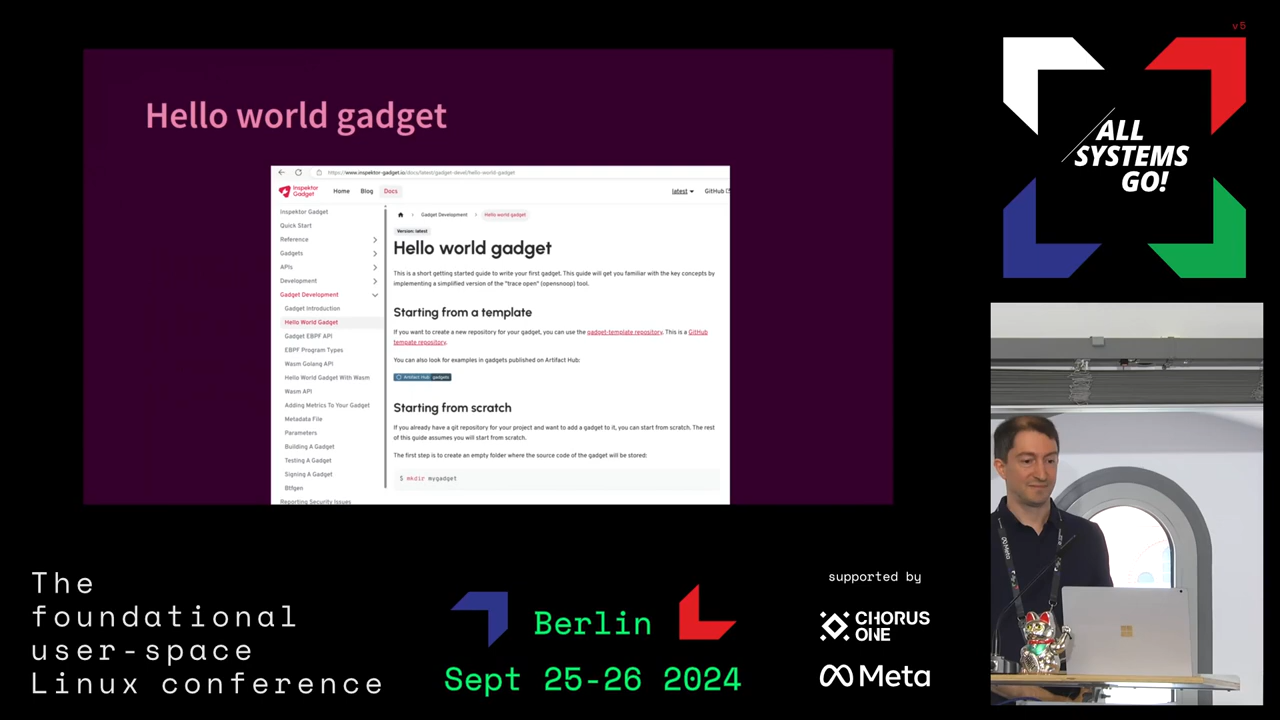 v5
Hello world gadget
https://www.inspektor-gadget.io/docs/latest/gadget-devel/hello-world-gadget
Inspektor
Gadget
Home Blog Docs
latest GitHub
Inspektor Gadget
Quick Start
Reference
Gadgets
APIs
Development
Gadget Development
Gadget Introduction
Hello World Gadget
Gadget EBPF API
EBPF Program Types
Wasm Golang API
Hello World Gadget With Wasm
Wasm API
Adding Metrics To Your Gadget
Metadata File
Parameters
Building A Gadget
Testing A Gadget
Signing A Gadget
Btfgen
Reporting Security Issues
Gadget Development Hello world gadget
Version: latest
Hello world gadget
This is a short getting started guide to write your first gadget. This guide will get you familiar with the key concepts by
implementing a simplified version of the "trace open" (opensnoop) tool.
Starting from a template
If you want to create a new repository for your gadget, you can use the gadget-template repository. This is a GitHub
template repository.
You can also look for examples in gadgets published on Artifact Hub:
Artifact Hub gadgets
Starting from scratch
If you already have a git repository for your project and want to add a gadget to it, you can start from scratch. The rest
of this guide assumes you will start from scratch.
The first step is to create an empty folder where the source code of the gadget will be stored:
$ mkdir mygadget
ALL
SYSTEMS
GO!
Meta
The
foundational
user-space
Linux conference
Berlin
Sept 25-26 2024
supported by
CHORUS
ONE
Meta